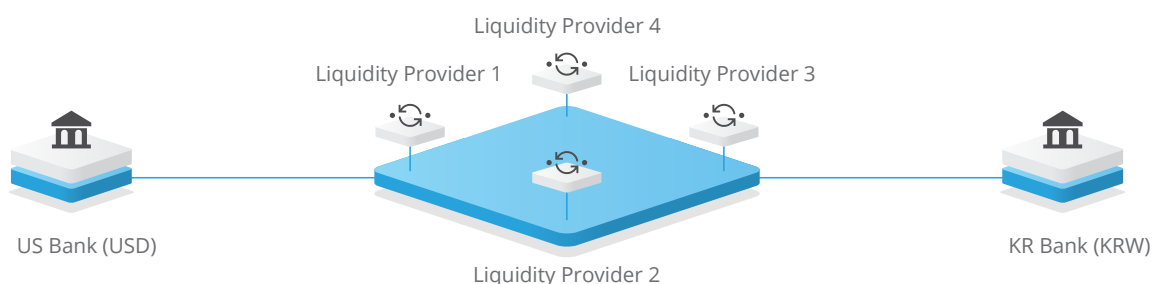 Liquidity Provider 4
Liquidity Provider 1
Liquidity Provider 3
US Bank (USD)
KR Bank (KRW)
Liquidity Provider 2